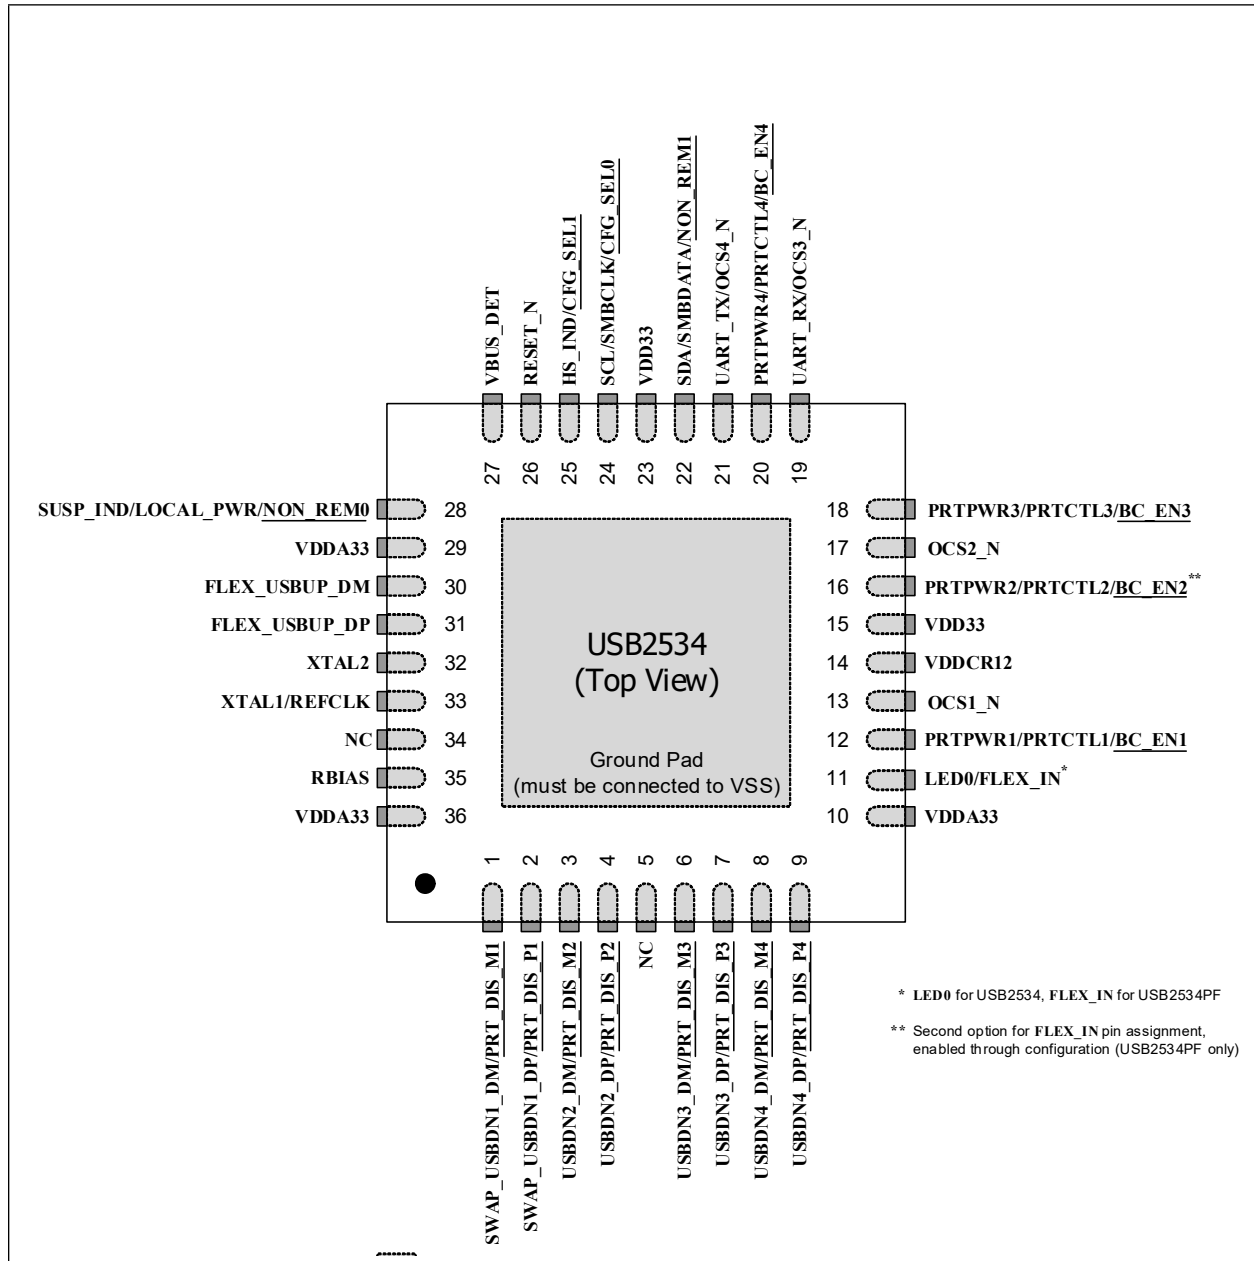 VBUS_DET
RESET_N
HS_IND/CFG_SEL1
SCL/SMBCLK/CFG_SEL0
VDD33
SDA/SMBDATA/NON_REM1
UART_TX/OCS4_N
PRTPWR4/PRTCTL4/BC_EN4
UART_RX/OCS3_N
27 26 25 24 23 22 21 20 19
SUSP_IND/LOCAL_PWR/NON_REM0 28
VDDA33 29
FLEX_USBUP_DM 30
FLEX_USBUP_DP 31
XTAL2 32
XTAL1/REFCLK 33
NC 34
RBIAS 35
VDDA33 36
USB2534
(Top View)
Ground Pad
(must be connected to VSS)
18 PRTPWR3/PRTCTL3/BC_EN3
17 OCS2_N
16 PRTPWR2/PRTCTL2/BC_EN2**
15 VDD33
14 VDDCR12
13 OCS1_N
12 PRTPWR1/PRTCTL1/BC_EN1
11 LED0/FLEX_IN*
10 VDDA33
1 2 3 4 5 6 7 8 9
SWAP_USBDN1_DM/PRT_DIS_M1
SWAP_USBDN1_DP/PRT_DIS_P1
USBDN2_DM/PRT_DIS_M2
USBDN2_DP/PRT_DIS_P2
NC
USBDN3_DM/PRT_DIS_M3
USBDN3_DP/PRT_DIS_P3
USBDN4_DM/PRT_DIS_M4
USBDN4_DP/PRT_DIS_P4
* LED0 for USB2534, FLEX_IN for USB2534PF
** Second option for FLEX_IN pin assignment,
enabled through configuration (USB2534PF only)